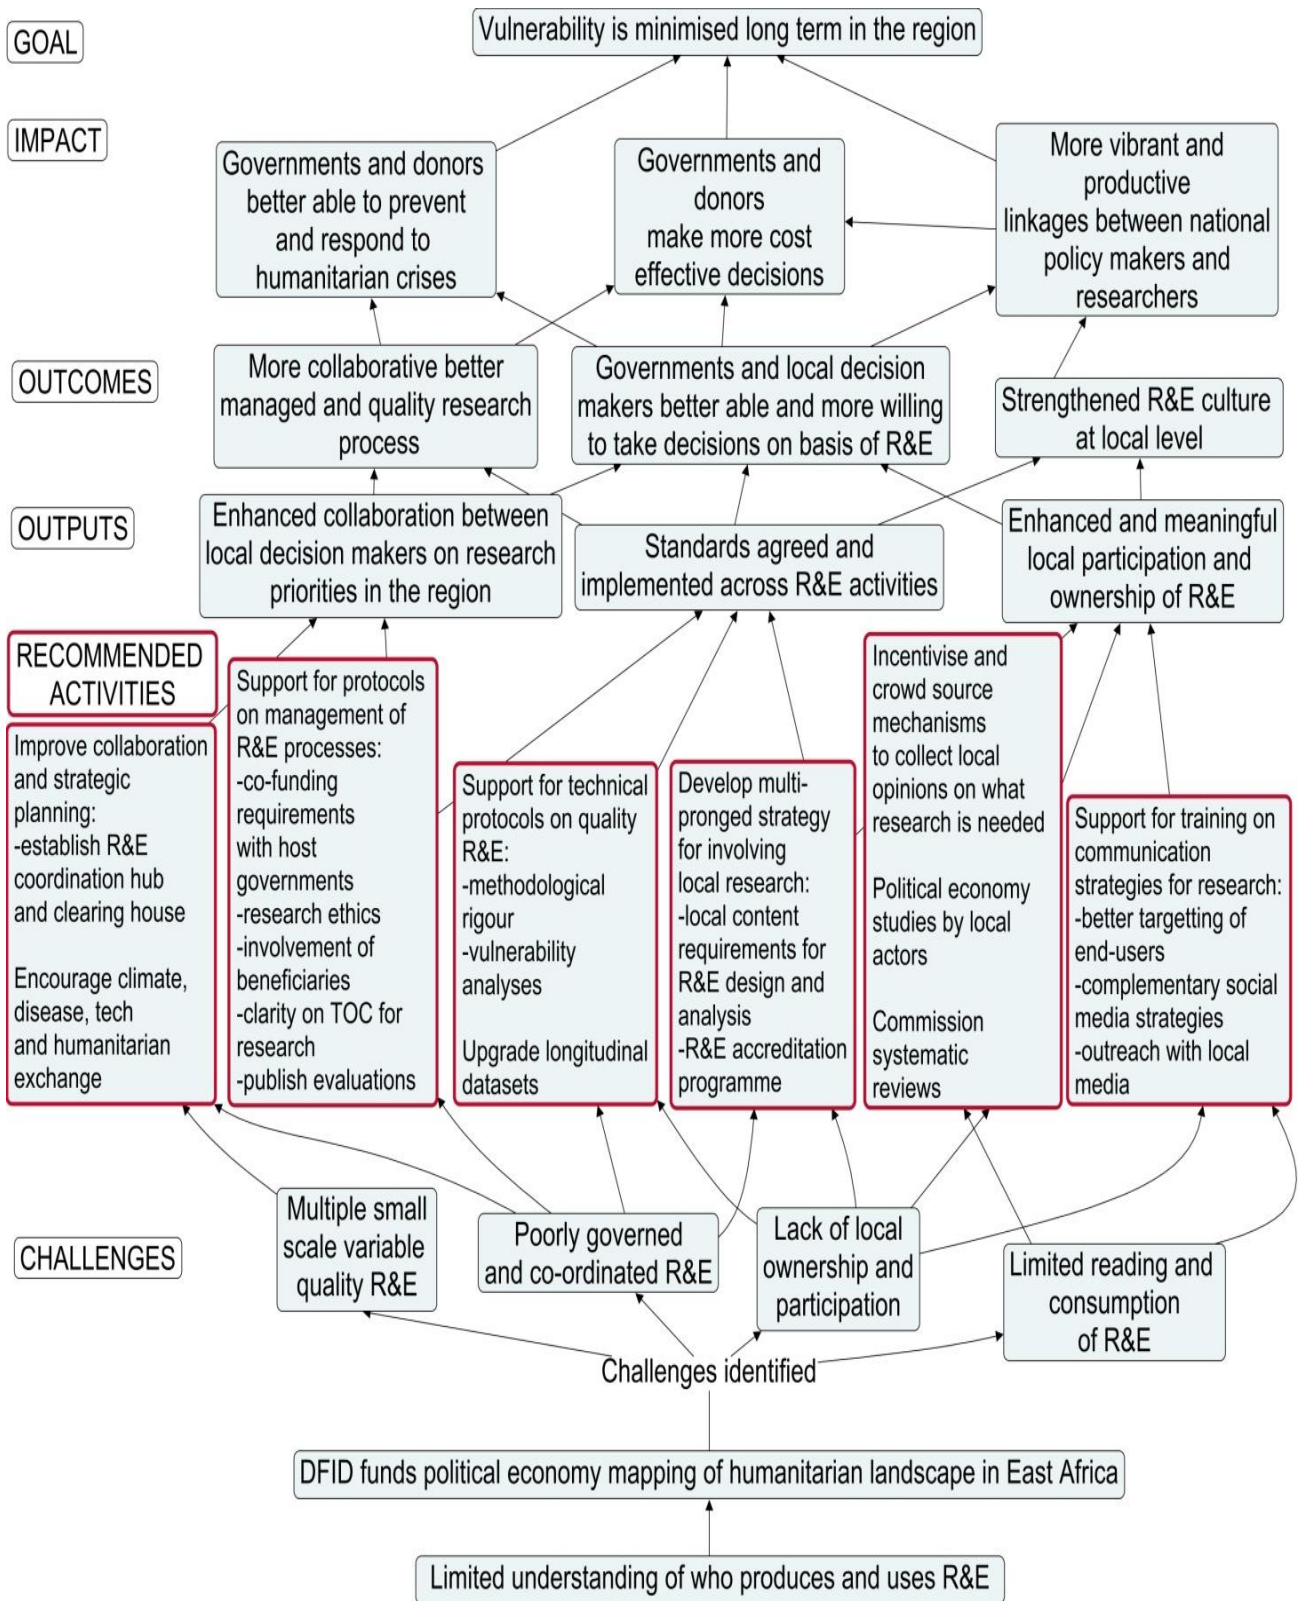 GOAL
Vulnerability is minimised long term in the region
IMPACT
Governments and donors
better able to prevent
and respond to
humanitarian crises
Governments and
donors
make more cost
effective decisions
More vibrant and
productive
linkages between national
policy makers and
researchers
OUTCOMES
More collaborative better
managed and quality research
process
Governments and local decision
makers better able and more willing
to take decisions on basis of R&E
Strengthened R&E culture
at local level
OUTPUTS
Enhanced collaboration between
local decision makers on research
priorities in the region
Standards agreed and
implemented across R&E activities
Enhanced and meaningful
local participation and
ownership of R&E
RECOMMENDED
ACTIVITIES
Improve collaboration
and strategic
planning:
-establish R&E
coordination hub
and clearing house
Encourage climate,
disease, tech
and humanitarian
exchange
Support for protocols
on management of
R&E processes:
-co-funding
requirements
with host
governments
-research ethics
-involvement of
beneficiaries
-clarity on TOC for
research
-publish evaluations
Support for technical
protocols on quality
R&E:
-methodological
rigour
-vulnerability
analyses
Upgrade longitudinal
datasets
Develop multi-
pronged strategy
for involving
local research:
-local content
requirements for
R&E design and
analysis
-R&E accreditation
programme
Incentivise and
crowd source
mechanisms
to collect local
opinions on what
research is needed
Political economy
studies by local
actors
Commission
systematic
reviews
Support for training on
communication
strategies for research:
-better targetting of
end-users
-complementary social
media strategies
-outreach with local
media
CHALLENGES
Multiple small
scale variable
quality R&E
Poorly governed
and co-ordinated R&E
Lack of local
ownership and
participation
Limited reading and
consumption
of R&E
Challenges identified
DFID funds political economy mapping of humanitarian landscape in East Africa
Limited understanding of who produces and uses R&E